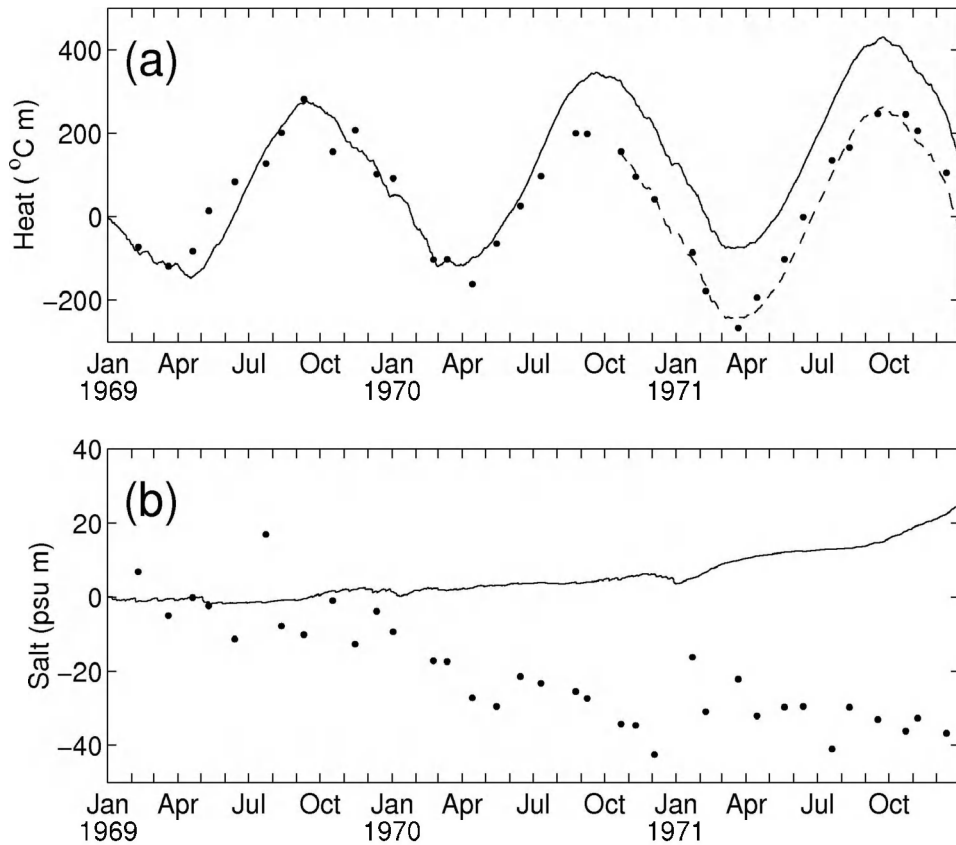 (a)
Heat ( °C m)
400
200
0
−200
Jan Apr Jul Oct Jan Apr Jul Oct Jan Apr Jul Oct
1969 1970 1971
(b)
Salt (psu m)
40
20
0
−20
−40
Jan Apr Jul Oct Jan Apr Jul Oct Jan Apr Jul Oct
1969 1970 1971